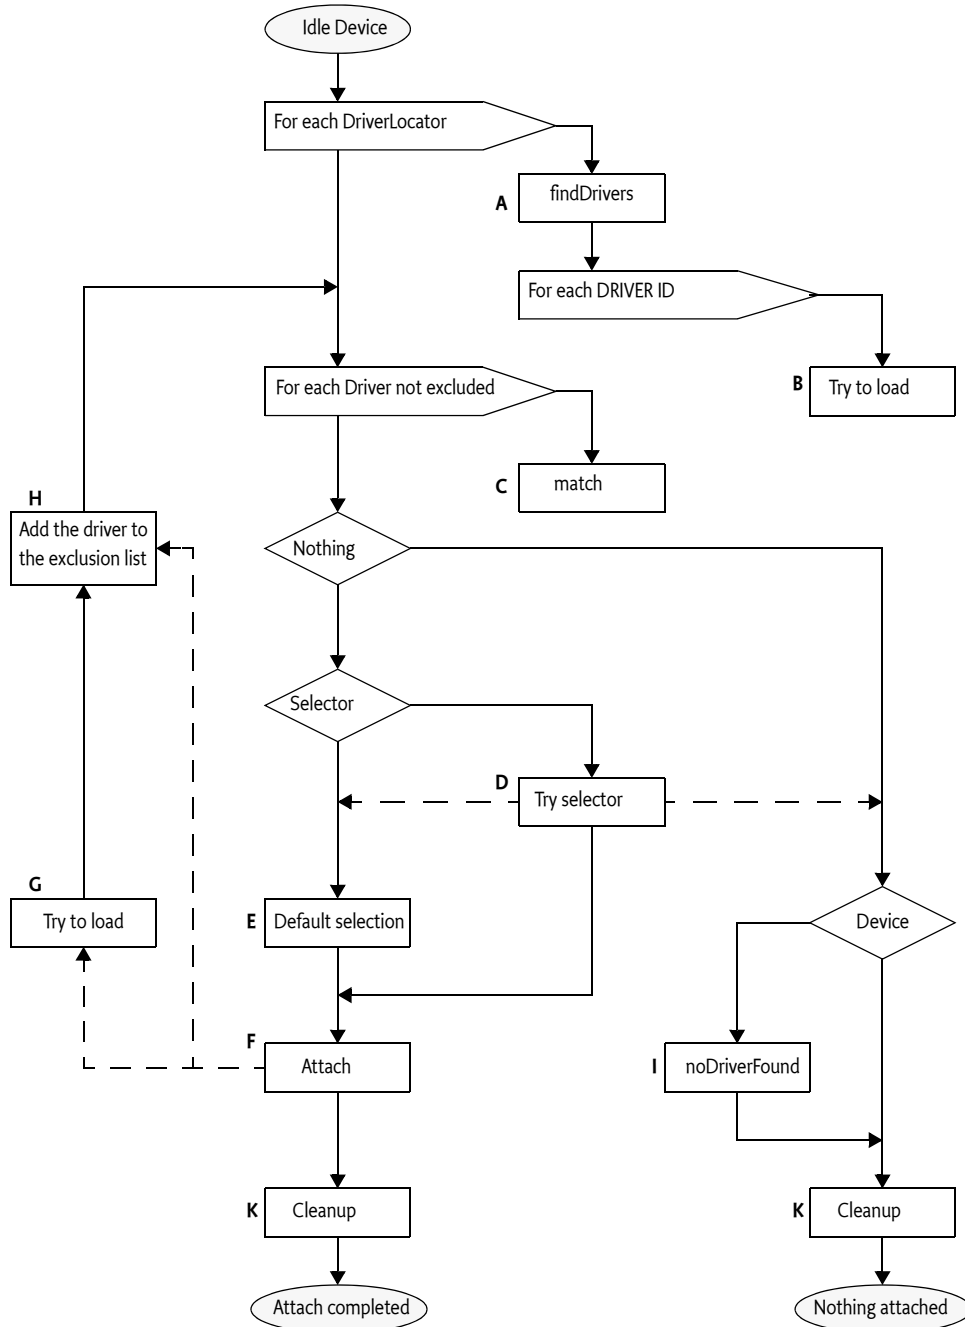 Idle Device
For each DriverLocator
A
findDrivers
For each DRIVER ID
B
Try to load
For each Driver not excluded
C
match
H
Add the driver to
the exclusion list
Nothing
Selector
D
Try selector
G
Try to load
E
Default selection
Device
F
Attach
I
noDriverFound
K
Cleanup
K
Cleanup
Attach completed
Nothing attached